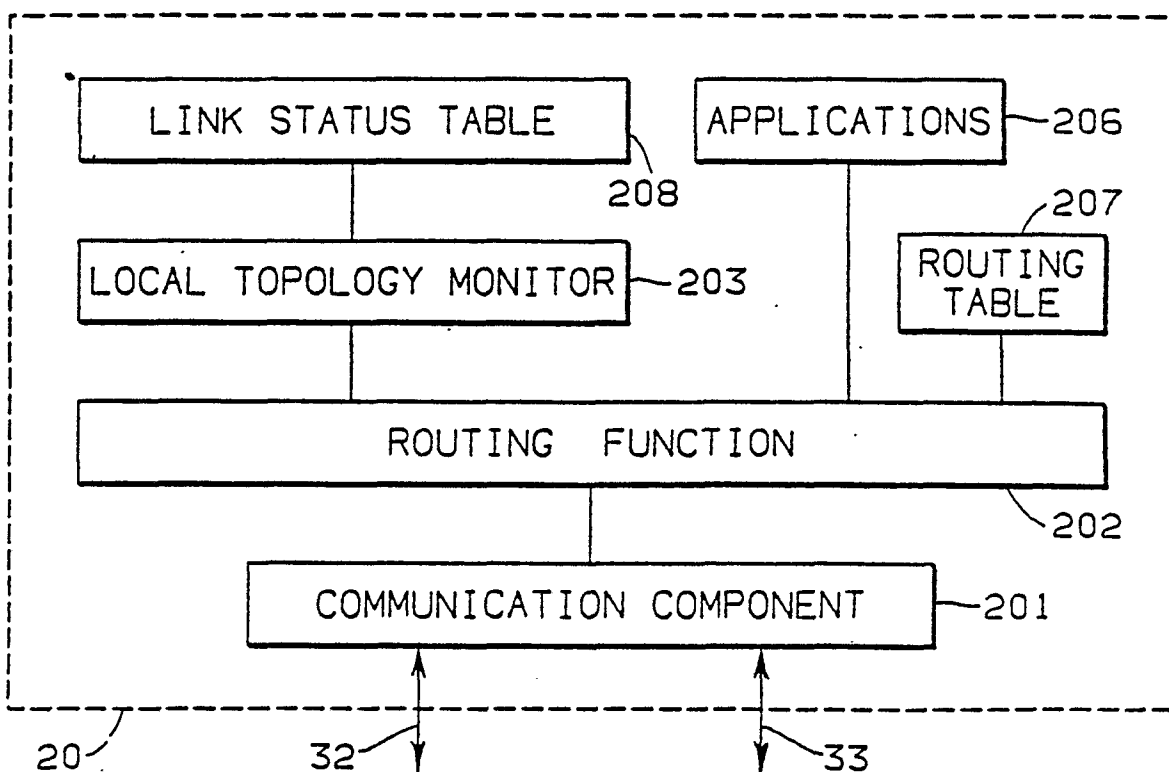 LINK STATUS TABLE
208
APPLICATIONS
206
207
LOCAL TOPOLOGY MONITOR
203
ROUTING
TABLE
ROUTING FUNCTION
202
COMMUNICATION COMPONENT
201
20
32
33